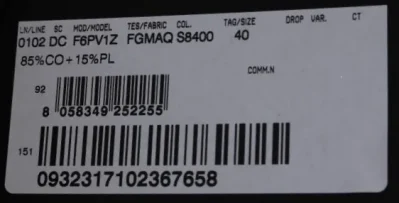 LN/LINE SC MOD/MODEL TES/FABRIC COL. TAG/SIZE DROP VAR. CT
0102 DC F6PV1Z FGMAQ S8400 40
85%CO+15%PL
COMM.N
92
8 058349 252255
151
0932317102367658